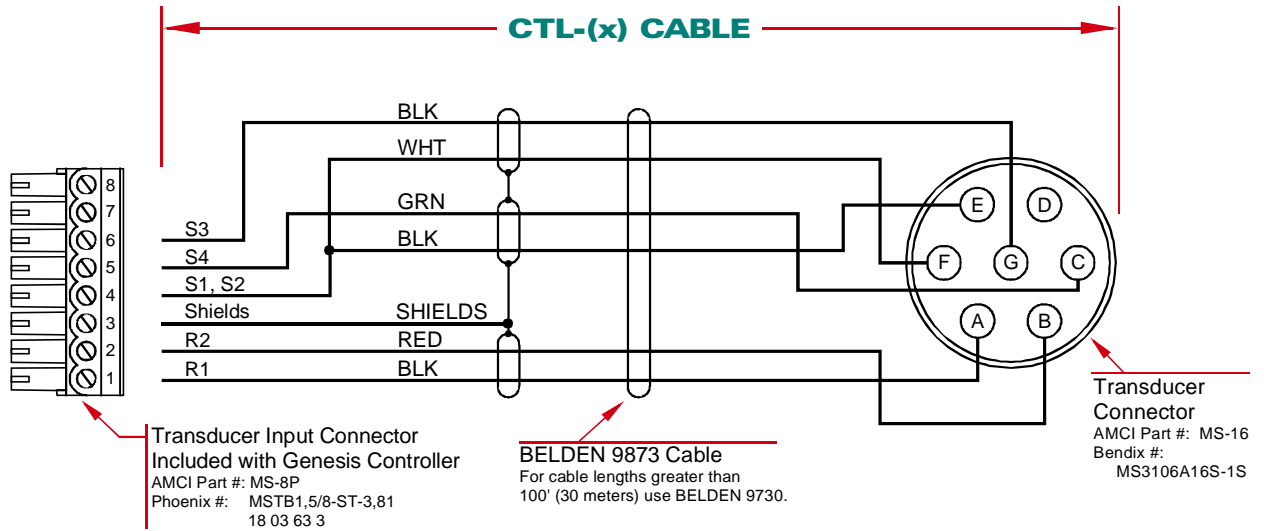 CTL-(x) CABLE
BLK
WHT
GRN
BLK
SHIELDS
RED
BLK
8
7
6
5
4
3
2
1
S3
S4
S1, S2
Shields
R2
R1
E
D
F
G
C
A
B
Transducer Input Connector
Included with Genesis Controller
AMCI Part #: MS-8P
Phoenix #: MSTB1,5/8-ST-3,81
18 03 63 3
BELDEN 9873 Cable
For cable lengths greater than
100' (30 meters) use BELDEN 9730.
Transducer
Connector
AMCI Part #: MS-16
Bendix #:
MS3106A16S-1S